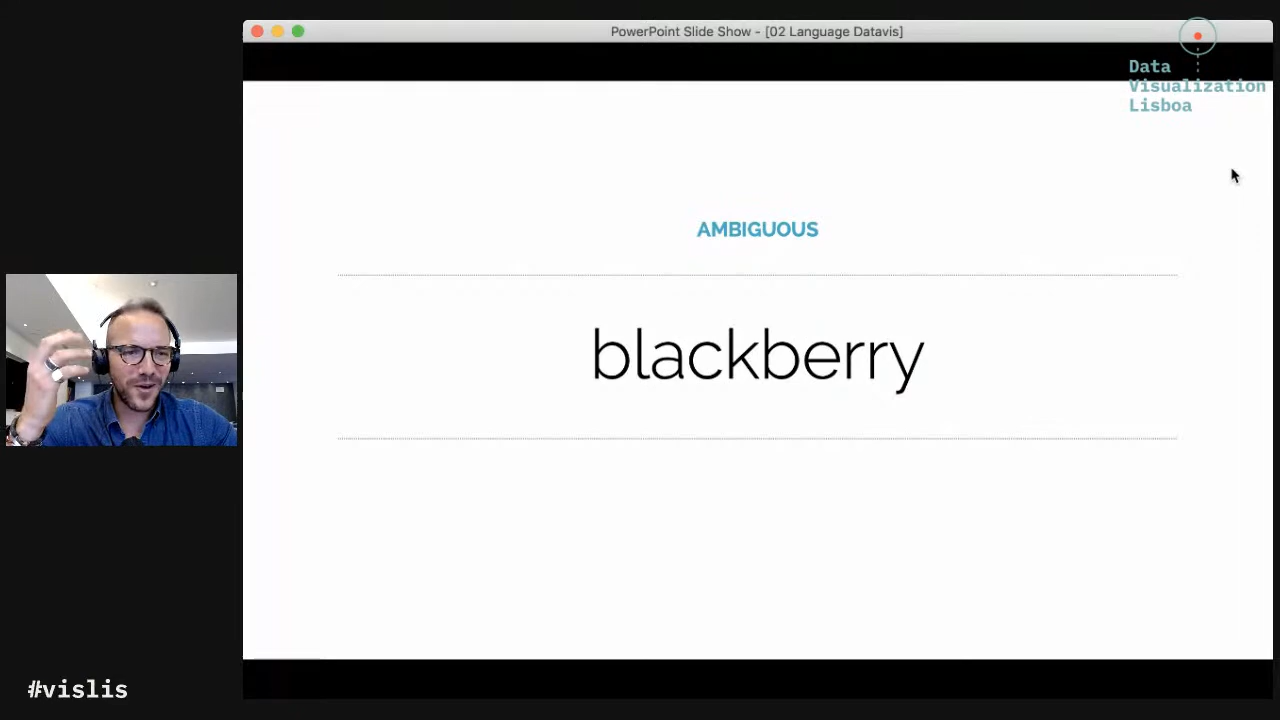 PowerPoint Slide Show - [02 Language Datavis]
Data
Visualization
Lisboa
AMBIGUOUS
blackberry
#vislis